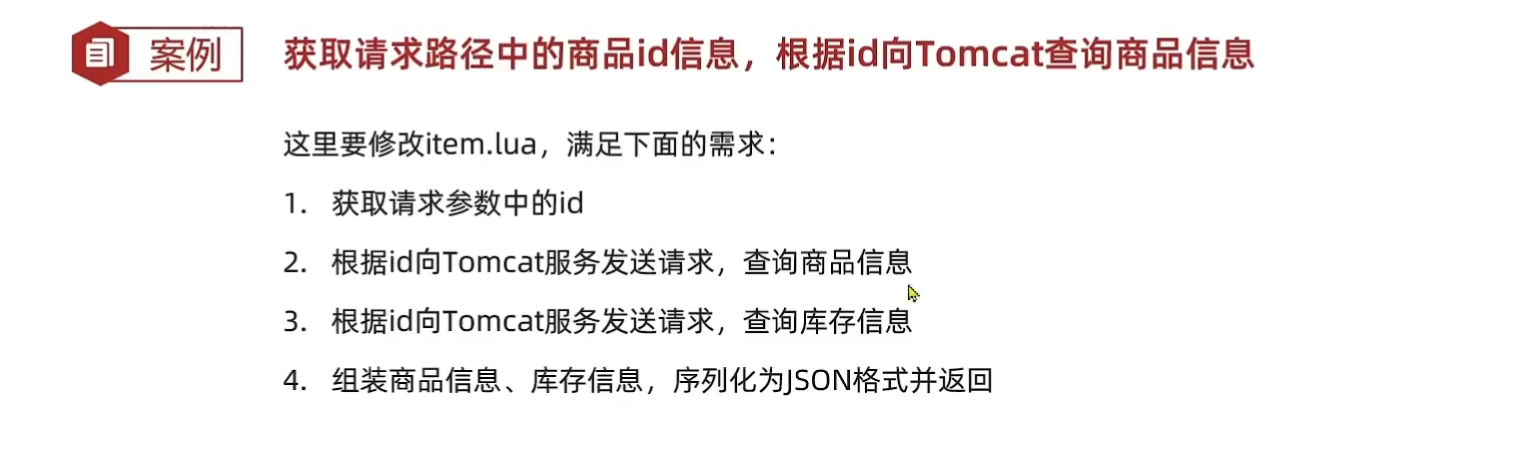 案例
获取请求路径中的商品id信息，根据id向Tomcat查询商品信息
这里要修改item.lua，满足下面的需求：
1. 获取请求参数中的id
2. 根据id向Tomcat服务发送请求，查询商品信息
3. 根据id向Tomcat服务发送请求，查询库存信息
4. 组装商品信息、库存信息，序列化为JSON格式并返回